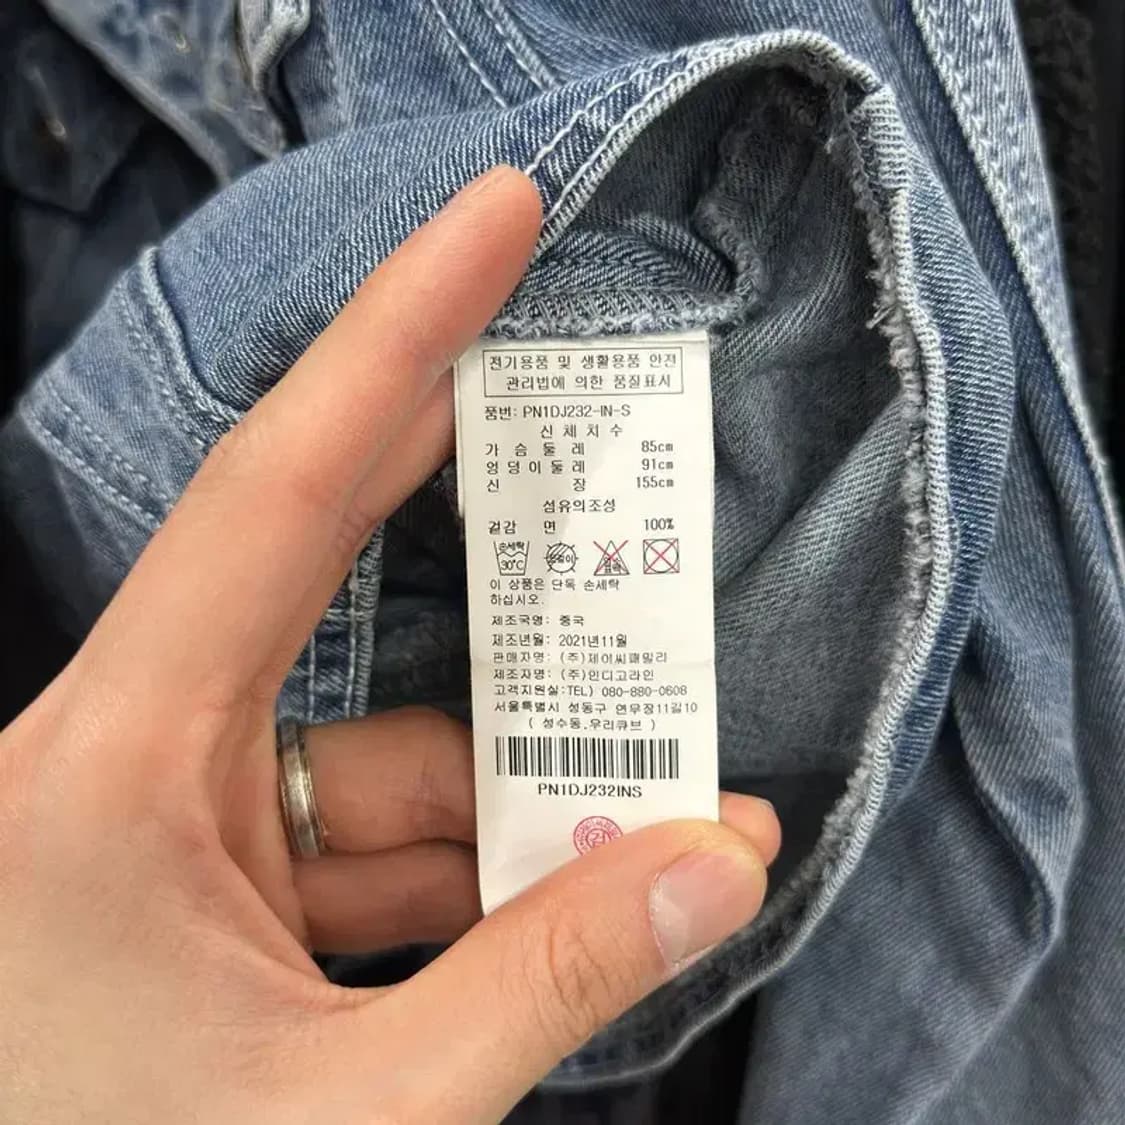 전기용품 및 생활용품 안전
관리법에 의한 품질표시
품번: PN1DJ232-IN-S
신체치수
가슴둘레 85cm
엉덩이둘레 91cm
신장 155cm
섬유의조성
겉감 면 100%
손세탁
30°C
이 상품은 단독 손세탁
하십시오.
제조국명: 중국
제조년월: 2021년11월
판매자명: (주)제이씨패밀리
제조자명: (주)인디고라인
고객지원실:TEL) 080-880-0608
서울특별시 성동구 연무장11길10
( 성수동.우리큐브 )
PN1DJ232INS
검